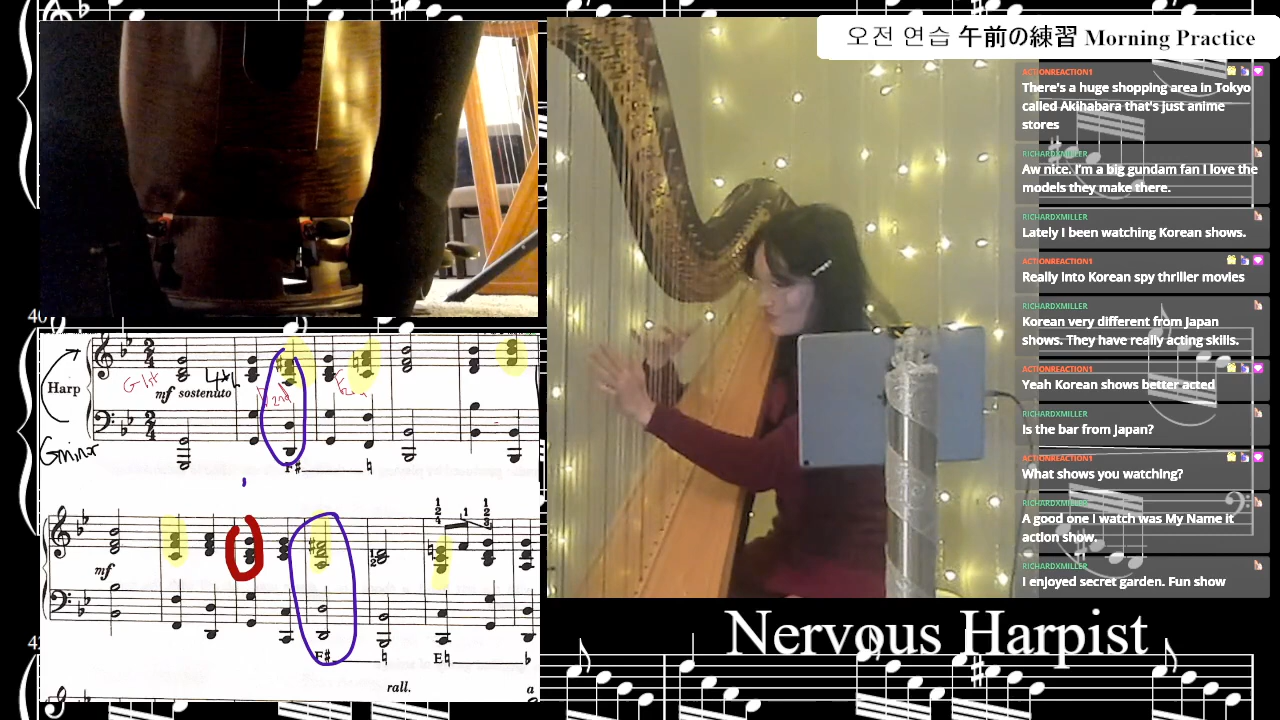 오전 연습 午前の練習 Morning Practice
ACTIONREACTION1
There's a huge shopping area in Tokyo
called Akihabara that's just anime
stores
RICHARDXMILLER
Aw nice. I'm a big gundam fan I love the
models they make there.
RICHARDXMILLER
Lately I been watching Korean shows.
ACTIONREACTION1
Really into Korean spy thriller movies
RICHARDXMILLER
Korean very different from Japan
shows. They have really acting skills.
ACTIONREACTION1
Yeah Korean shows better acted
RICHARDXMILLER
Is the bar from Japan?
ACTIONREACTION1
What shows you watching?
RICHARDXMILLER
A good one I watch was My Name it
action show.
RICHARDXMILLER
I enjoyed secret garden. Fun show
Nervous Harpist
Harp
G 1st
mf sostenuto
2nd
Gminor
F#
mf
F#
E♮
rall.
a